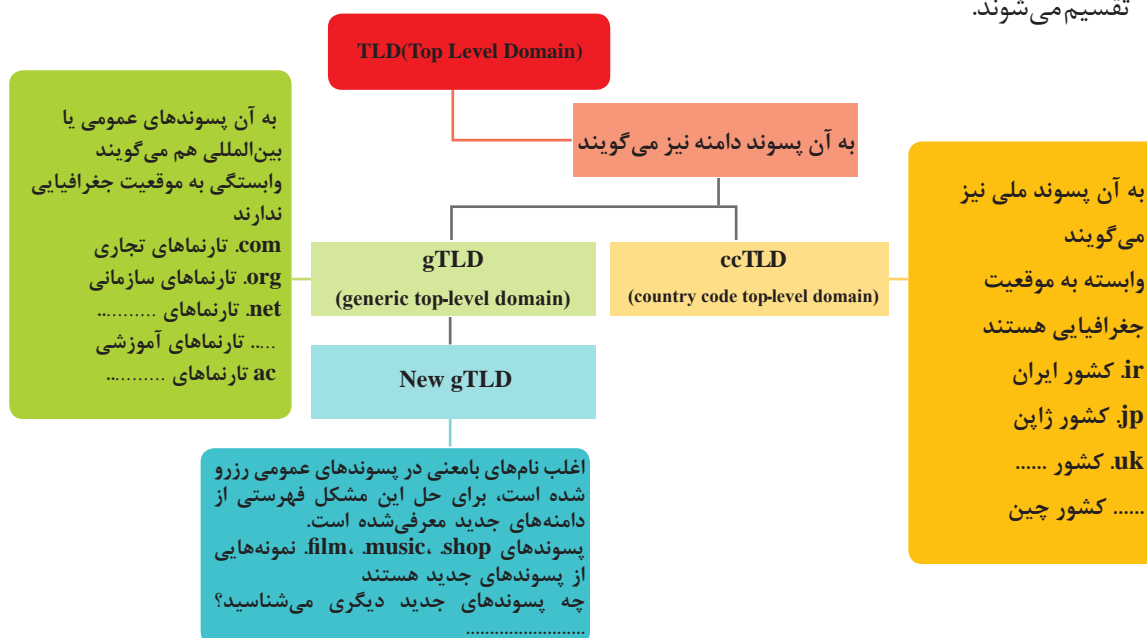 تقسیم می‌شوند.
TLD(Top Level Domain)
به آن پسوند دامنه نیز می‌گویند
ccTLD
(country code top-level domain)
به آن پسوند ملی نیز
می‌گویند
وابسته به موقعیت
جغرافیایی هستند
.ir کشور ایران
.jp کشور ژاپن
.uk کشور ......
...... کشور چین
gTLD
(generic top-level domain)
به آن پسوندهای عمومی یا
بین‌المللی هم می‌گویند
وابستگی به موقعیت جغرافیایی
ندارند
.com تارنماهای تجاری
.org تارنماهای سازمانی
.net تارنماهای ...........
..... تارنماهای آموزشی
ac تارنماهای ...........
New gTLD
اغلب نام‌های بامعنی در پسوندهای عمومی رزرو
شده است، برای حل این مشکل فهرستی از
دامنه‌های جدید معرفی‌شده است.
پسوندهای .shop ،.music ،.film نمونه‌هایی
از پسوندهای جدید هستند
چه پسوندهای جدید دیگری می‌شناسید؟
.........................